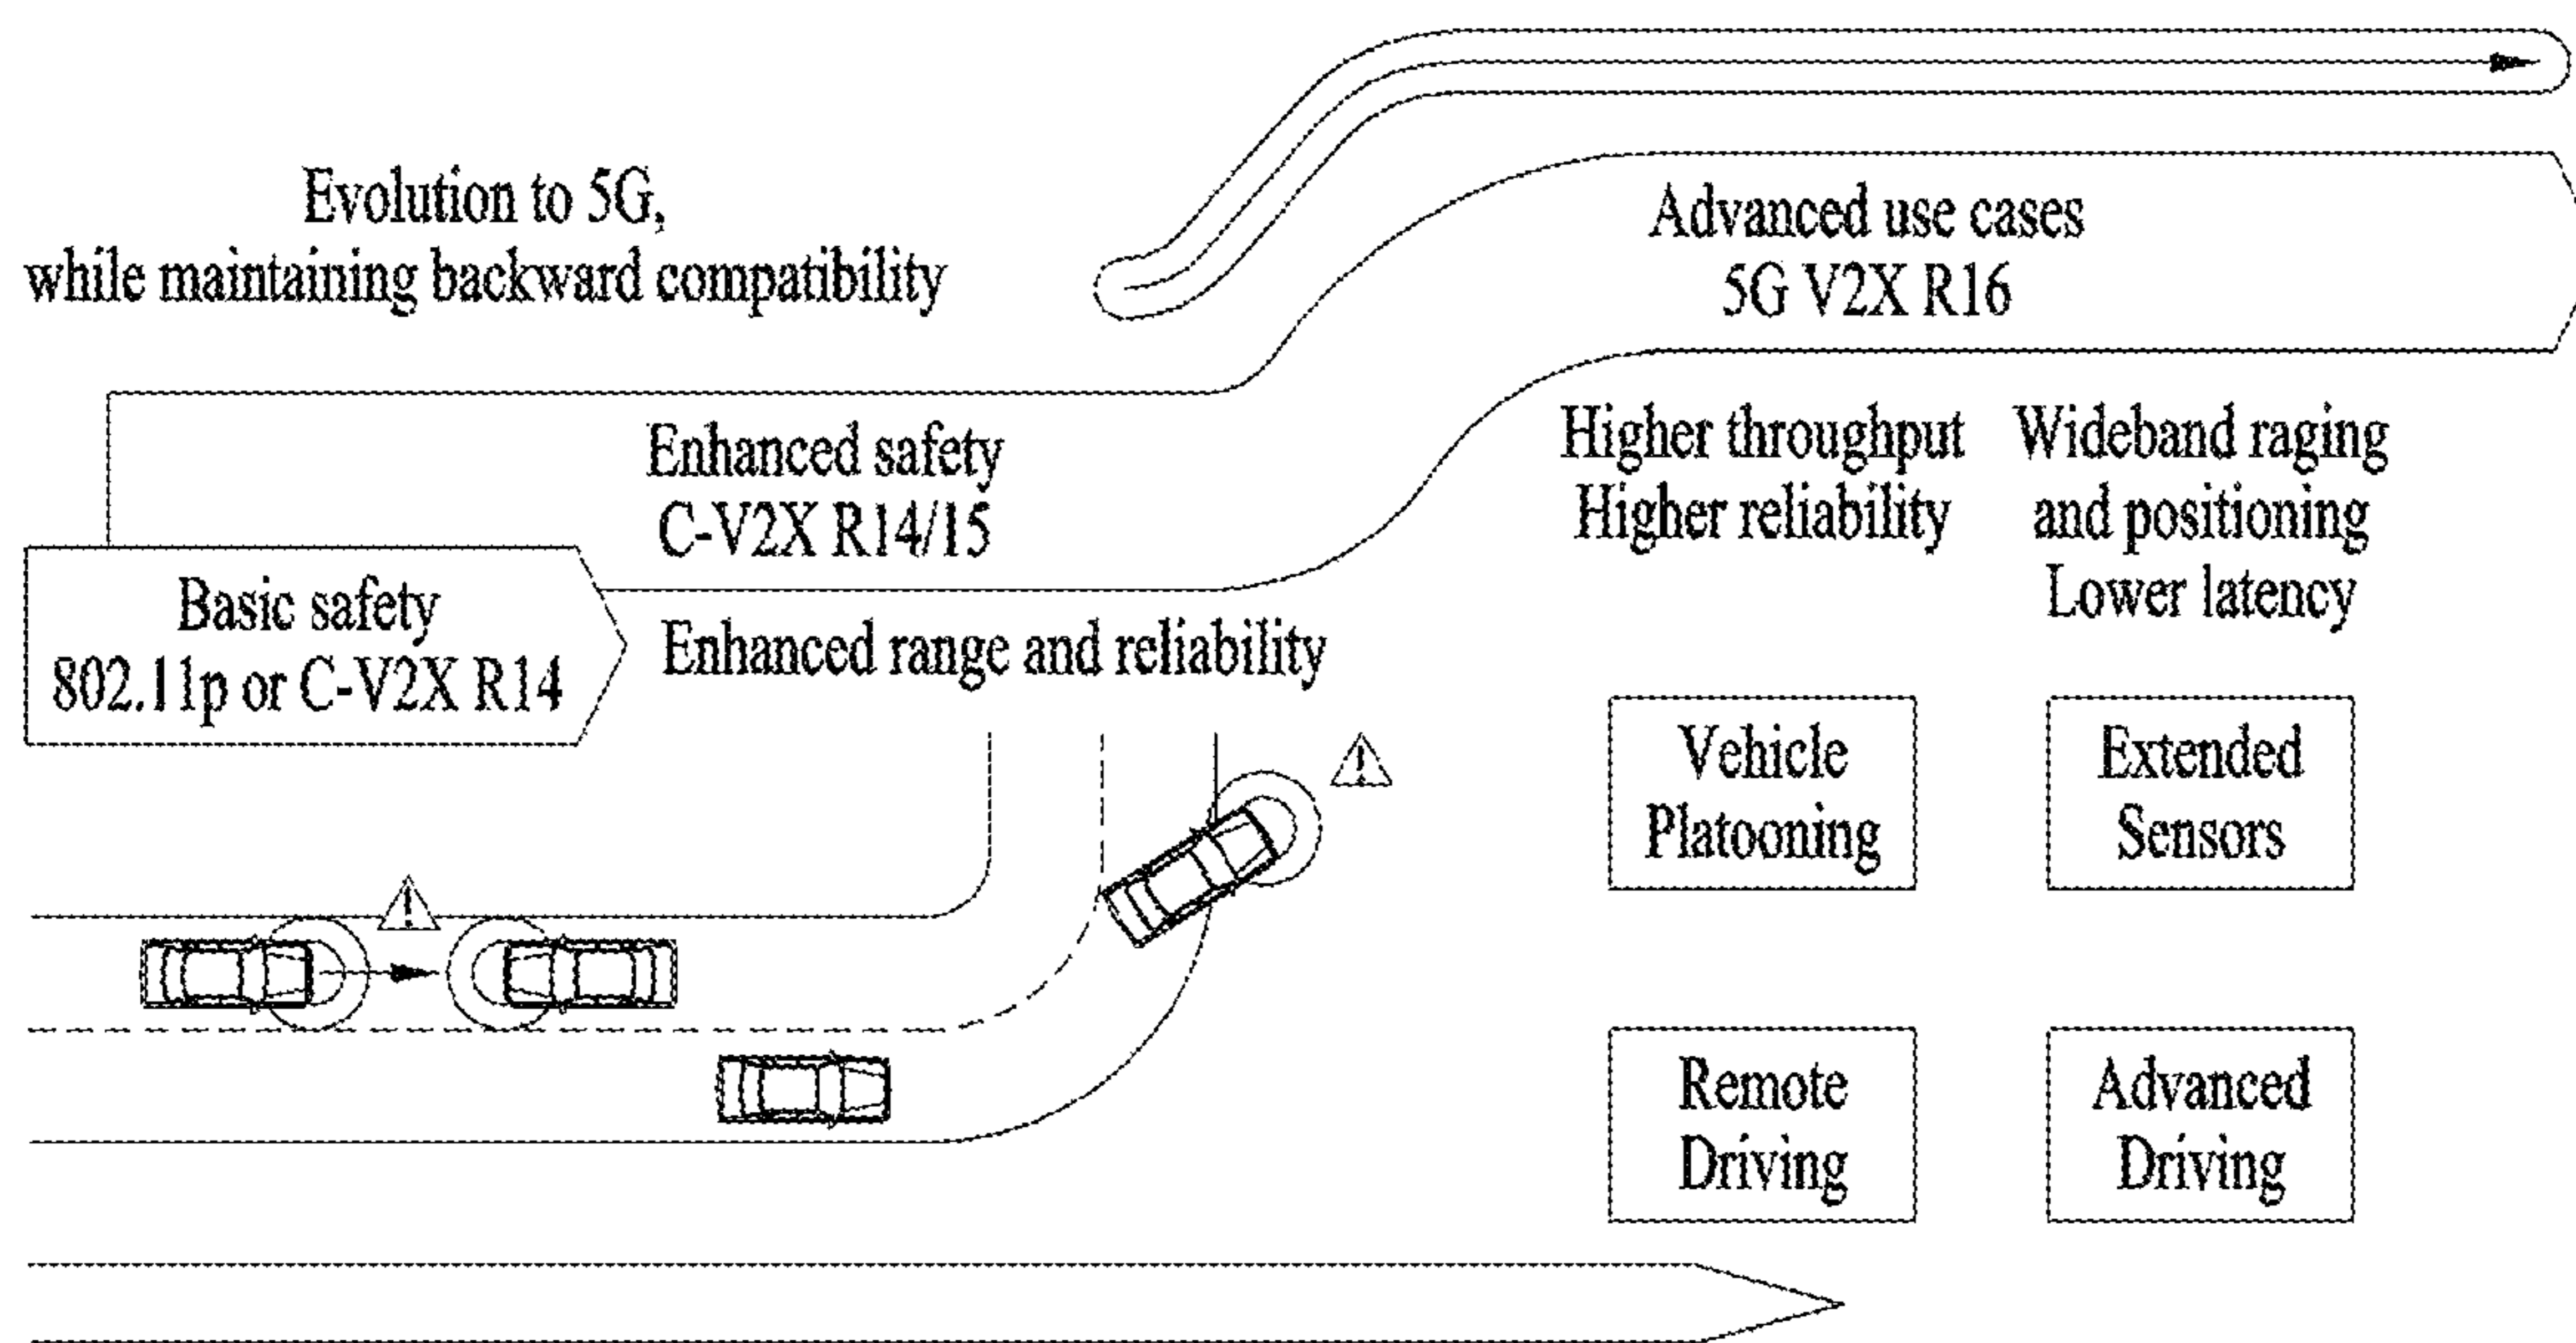 Evolution to 5G,
while maintaining backward compatibility
Advanced use cases
5G V2X R16
Enhanced safety
C-V2X R14/15
Basic safety
802.11p or C-V2X R14
Enhanced range and reliability
Higher throughput
Higher reliability
Wideband raging
and positioning
Lower latency
Vehicle
Platooning
Extended
Sensors
Remote
Driving
Advanced
Driving